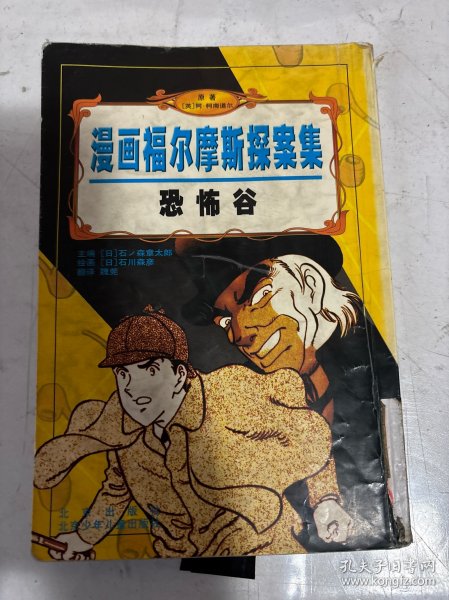 原著
[英]阿·柯南道尔
漫画福尔摩斯探案集
恐怖谷
主编 [日]石ノ森章太郎
绘画 [日]石川森彦
翻译
北京出版社
北京少年儿童出版社
孔夫子旧书网
www.kongfz.com